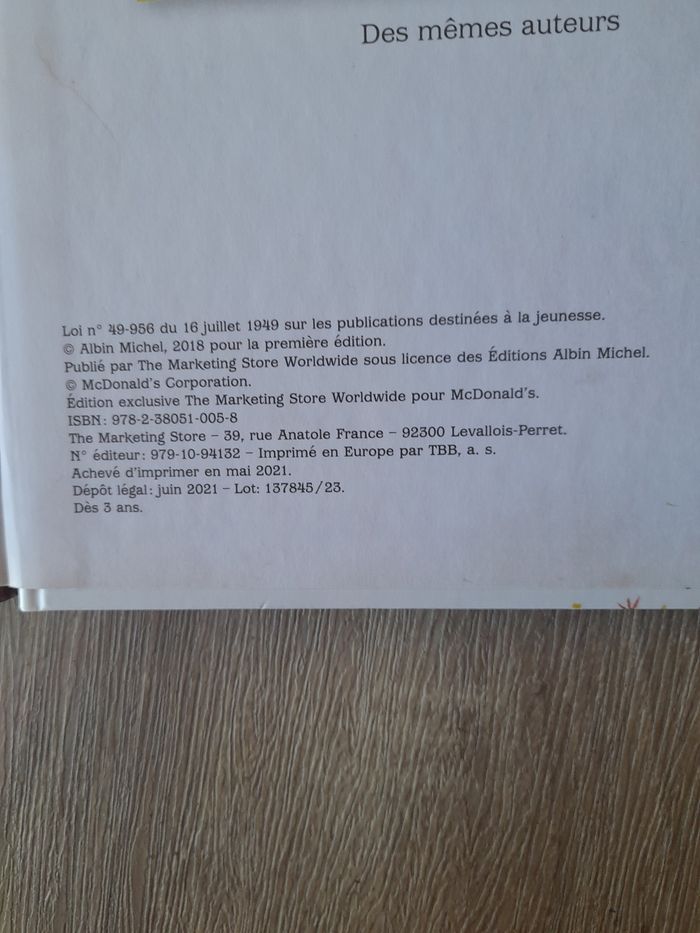 Des mêmes auteurs
Loi n° 49-956 du 16 juillet 1949 sur les publications destinées à la jeunesse.
© Albin Michel, 2018 pour la première édition.
Publié par The Marketing Store Worldwide sous licence des Éditions Albin Michel.
© McDonald's Corporation.
Édition exclusive The Marketing Store Worldwide pour McDonald's.
ISBN: 978-2-38051-005-8
The Marketing Store – 39, rue Anatole France – 92300 Levallois-Perret.
N° éditeur: 979-10-94132 – Imprimé en Europe par TBB, a. s.
Achevé d'imprimer en mai 2021.
Dépôt légal: juin 2021 – Lot: 137845/23.
Dès 3 ans.